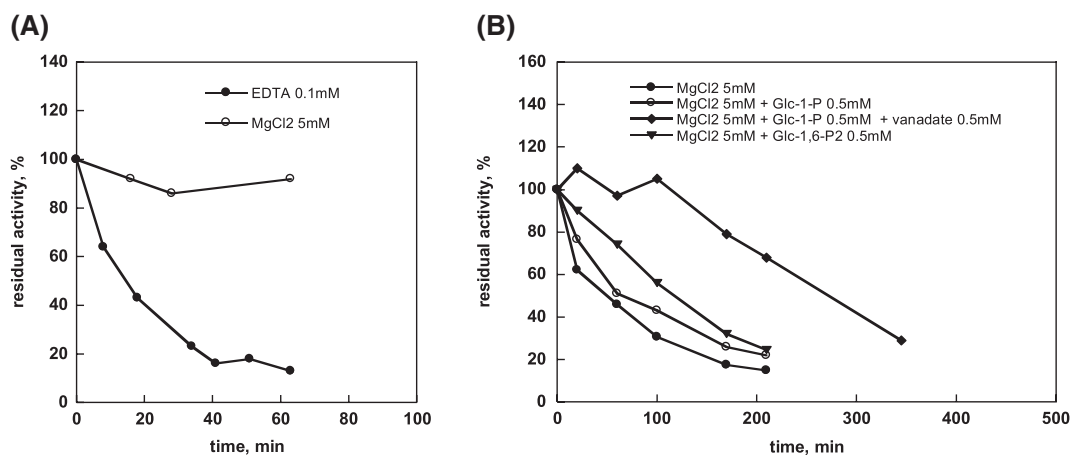 (A)
140
120
100
80
60
40
20
0
residual activity, %
EDTA 0.1mM
MgCl2 5mM
0 20 40 60 80 100
time, min
(B)
160
140
120
100
80
60
40
20
0
residual activity, %
MgCl2 5mM
MgCl2 5mM + Glc-1-P 0.5mM
MgCl2 5mM + Glc-1-P 0.5mM + vanadate 0.5mM
MgCl2 5mM + Glc-1,6-P2 0.5mM
0 100 200 300 400 500
time, min